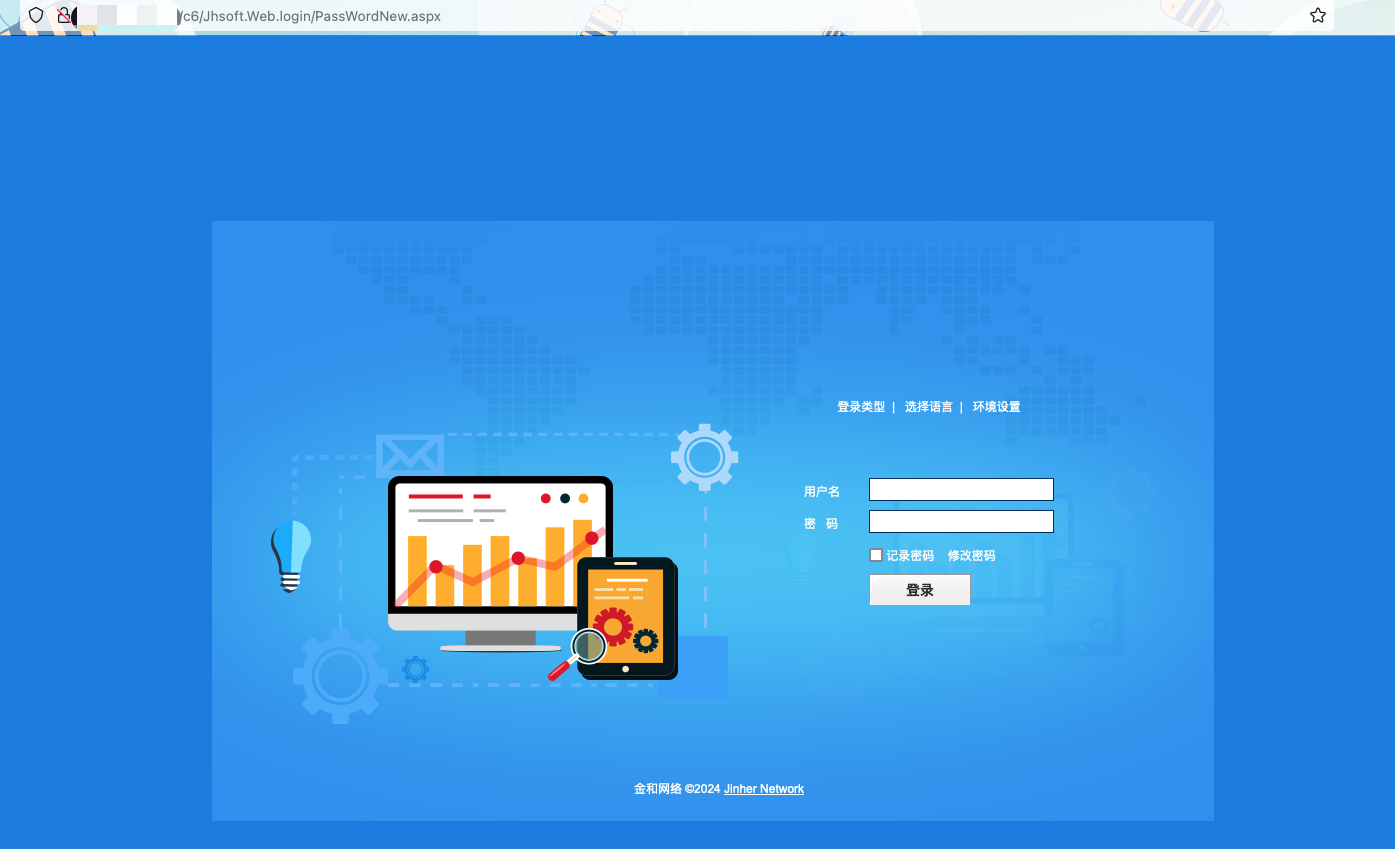 /c6/Jhsoft.Web.login/PassWordNew.aspx
登录类型 | 选择语言 | 环境设置
用户名
密 码
记录密码 修改密码
登录
金和网络 ©2024 Jinher Network